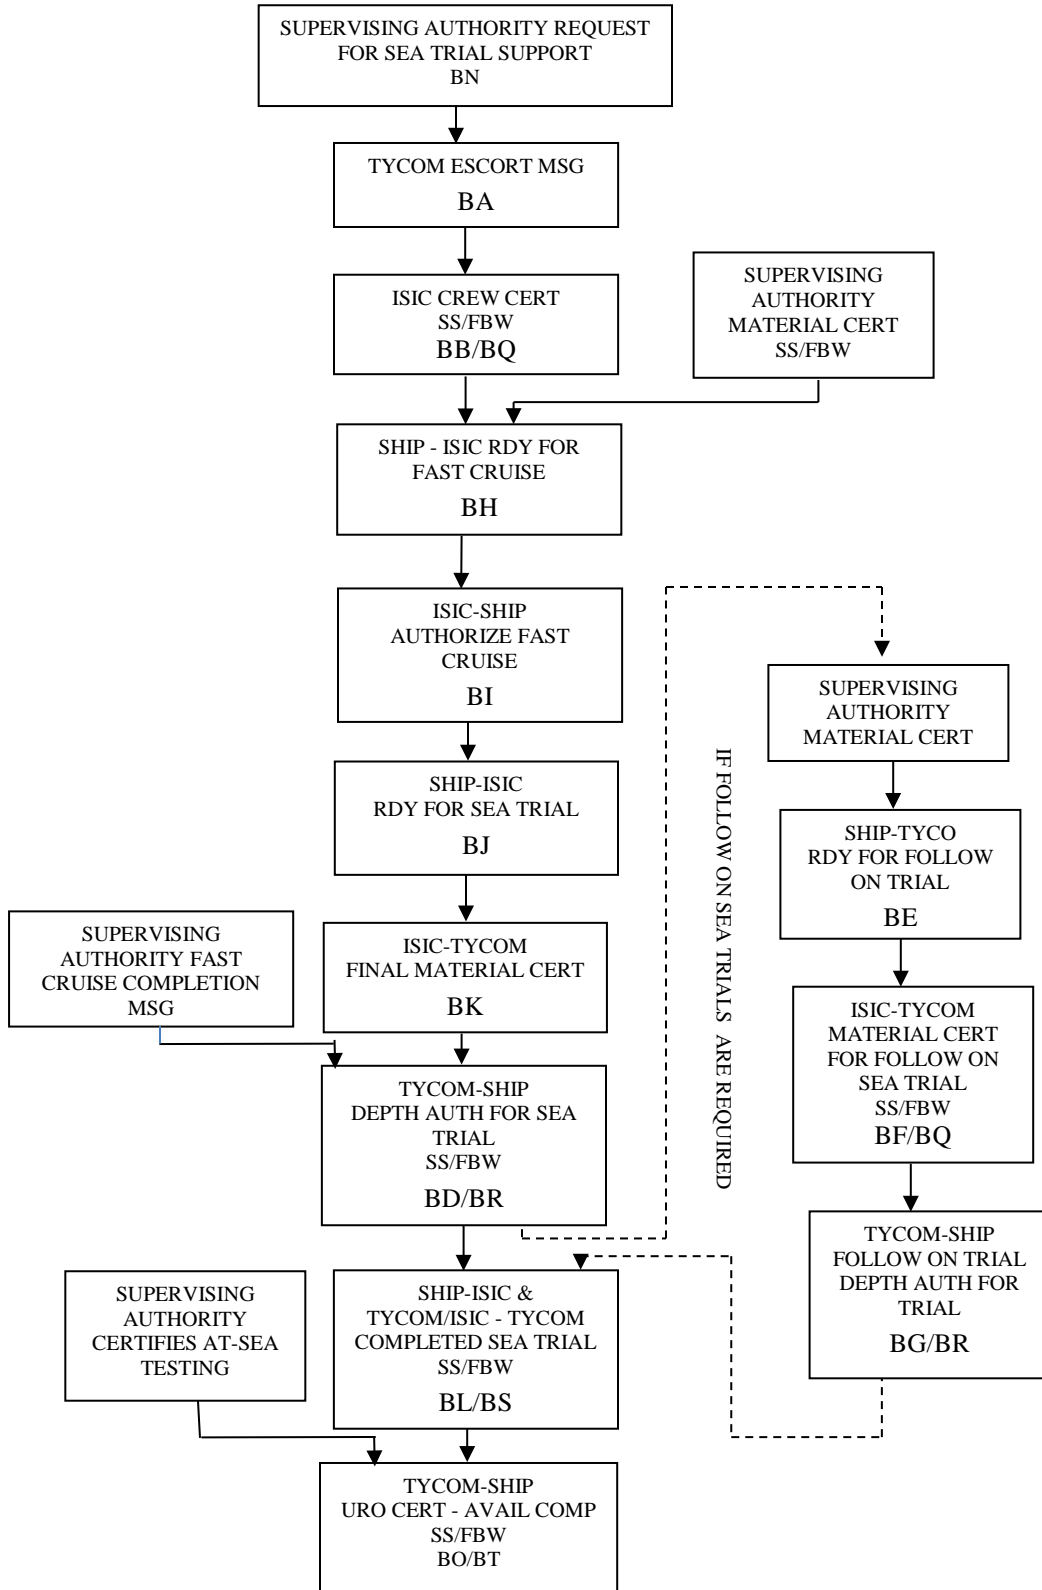 SUPERVISING AUTHORITY REQUEST
FOR SEA TRIAL SUPPORT
BN
TYCOM ESCORT MSG
BA
ISIC CREW CERT
SS/FBW
BB/BQ
SUPERVISING
AUTHORITY
MATERIAL CERT
SS/FBW
SHIP - ISIC RDY FOR
FAST CRUISE
BH
ISIC-SHIP
AUTHORIZE FAST
CRUISE
BI
SHIP-ISIC
RDY FOR SEA TRIAL
BJ
SUPERVISING
AUTHORITY FAST
CRUISE COMPLETION
MSG
ISIC-TYCOM
FINAL MATERIAL CERT
BK
TYCOM-SHIP
DEPTH AUTH FOR SEA
TRIAL
SS/FBW
BD/BR
IF FOLLOW ON SEA TRIALS ARE REQUIRED
SUPERVISING
AUTHORITY
MATERIAL CERT
SHIP-TYCO
RDY FOR FOLLOW
ON TRIAL
BE
ISIC-TYCOM
MATERIAL CERT
FOR FOLLOW ON
SEA TRIAL
SS/FBW
BF/BQ
TYCOM-SHIP
FOLLOW ON TRIAL
DEPTH AUTH FOR
TRIAL
BG/BR
SUPERVISING
AUTHORITY
CERTIFIES AT-SEA
TESTING
SHIP-ISIC &
TYCOM/ISIC - TYCOM
COMPLETED SEA TRIAL
SS/FBW
BL/BS
TYCOM-SHIP
URO CERT - AVAIL COMP
SS/FBW
BO/BT